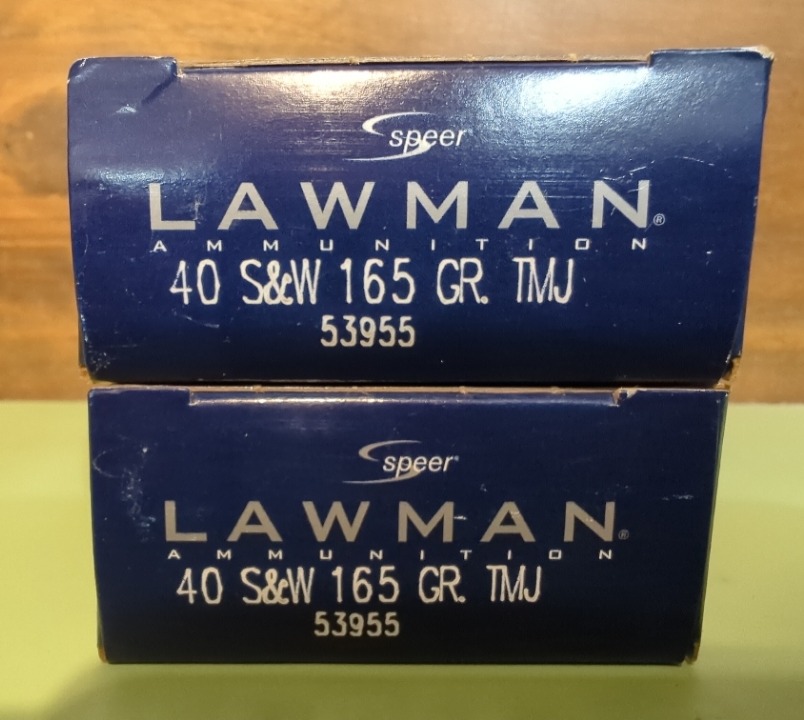 speer
LAWMAN®
AMMUNITION
40 S&W 165 GR. TMJ
53955
speer
LAWMAN®
AMMUNITION
40 S&W 165 GR. TMJ
53955